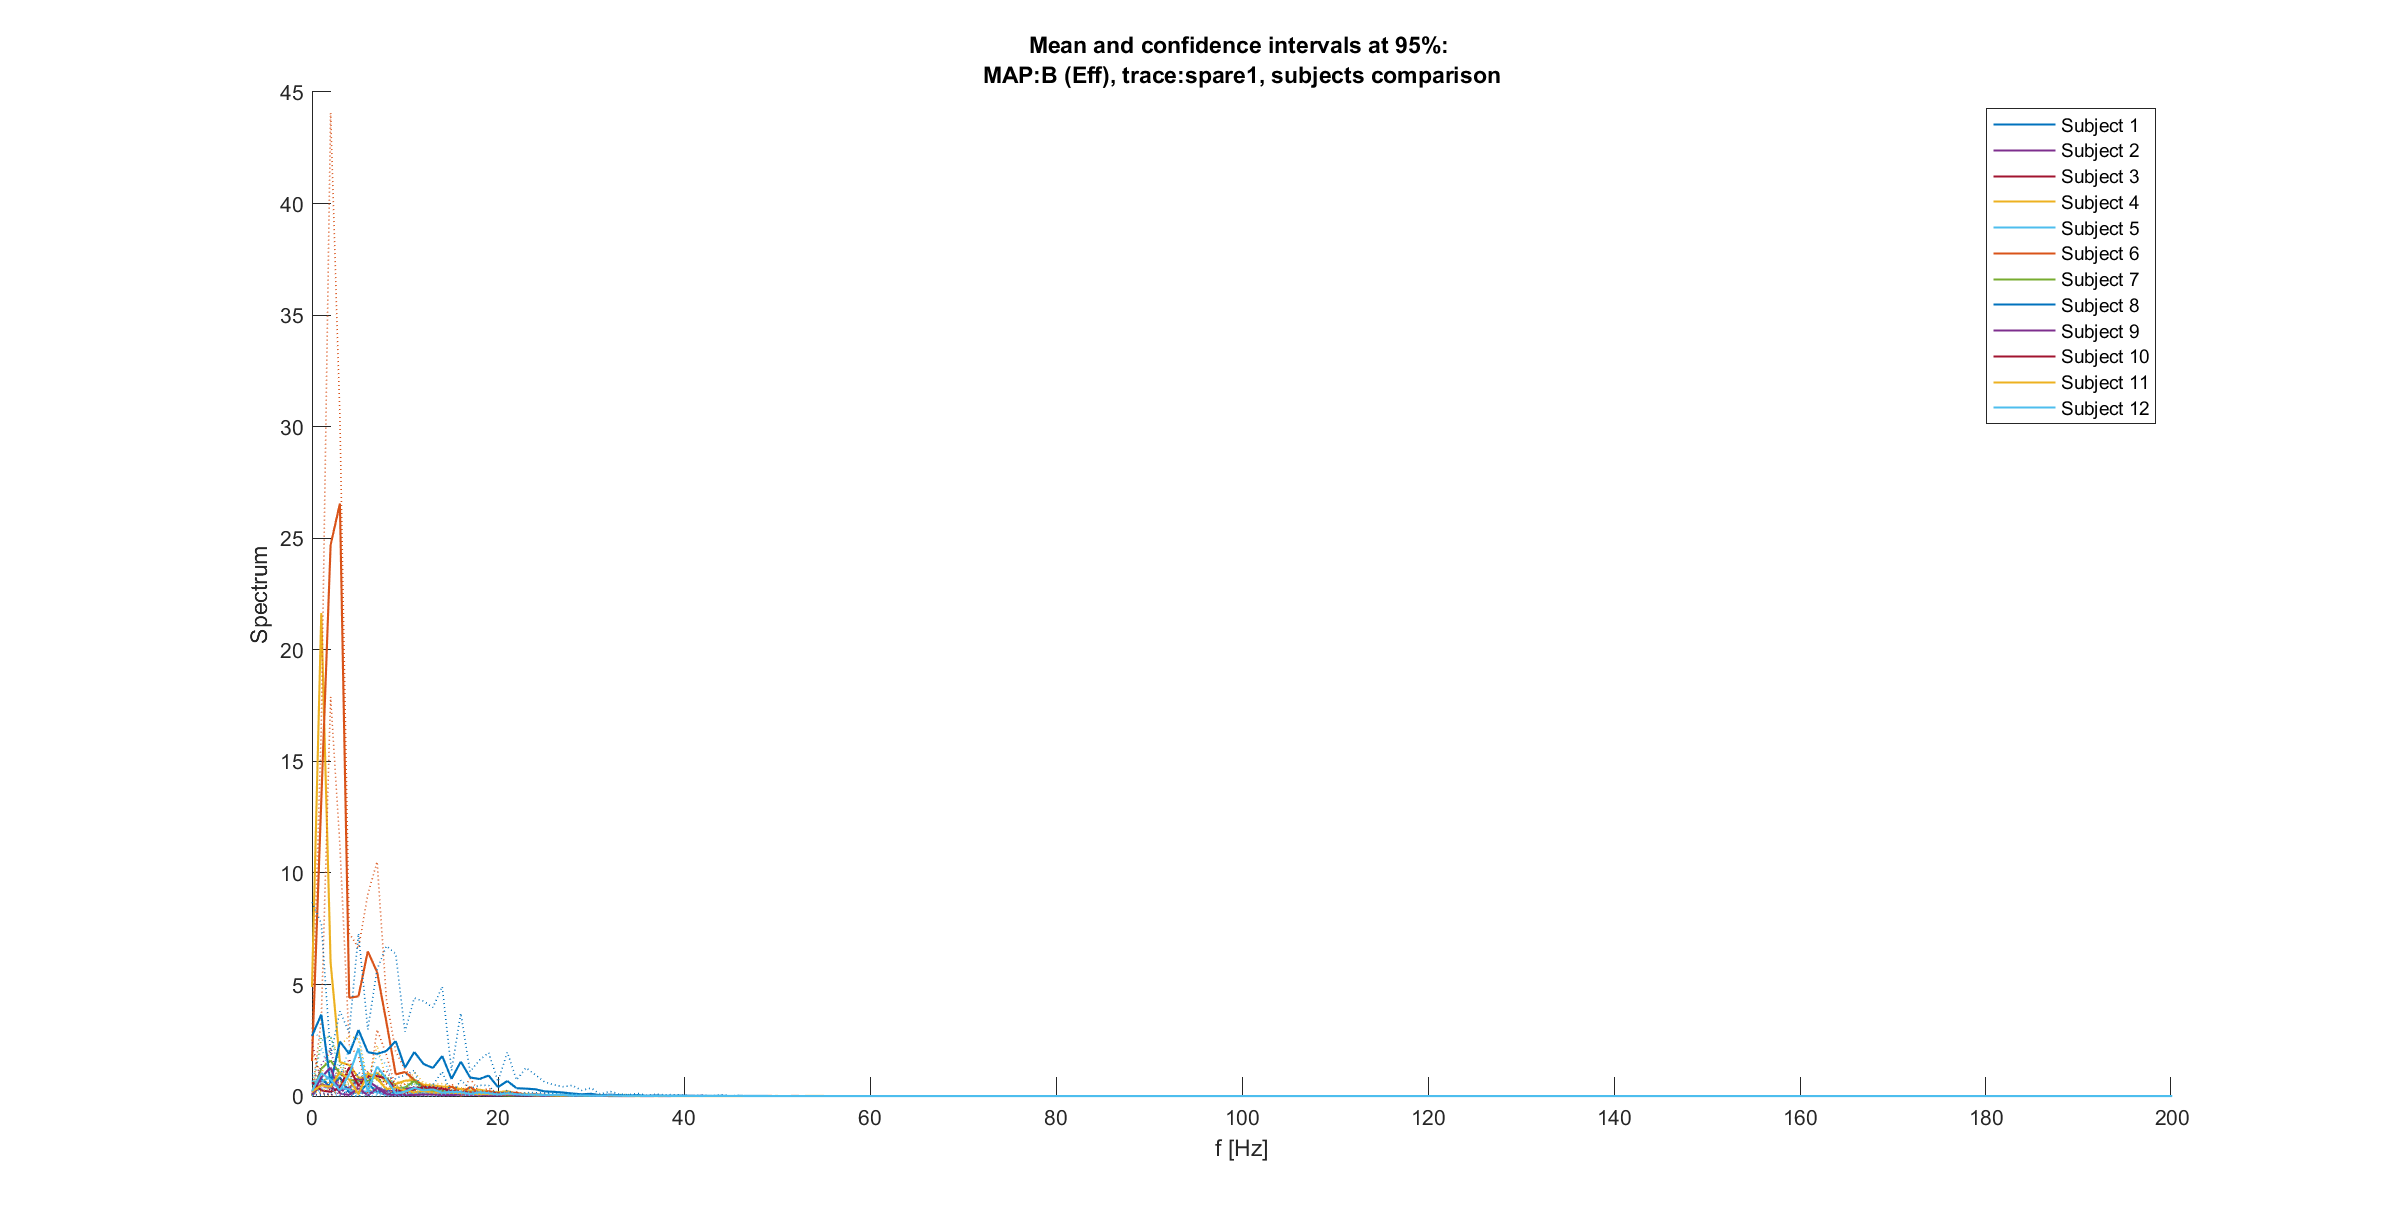 Mean and confidence intervals at 95%:
MAP:B (Eff), trace:spare1, subjects comparison
45
40
35
30
25
20
15
10
5
0
Spectrum
0 20 40 60 80 100 120 140 160 180 200
f [Hz]
Subject 1
Subject 2
Subject 3
Subject 4
Subject 5
Subject 6
Subject 7
Subject 8
Subject 9
Subject 10
Subject 11
Subject 12